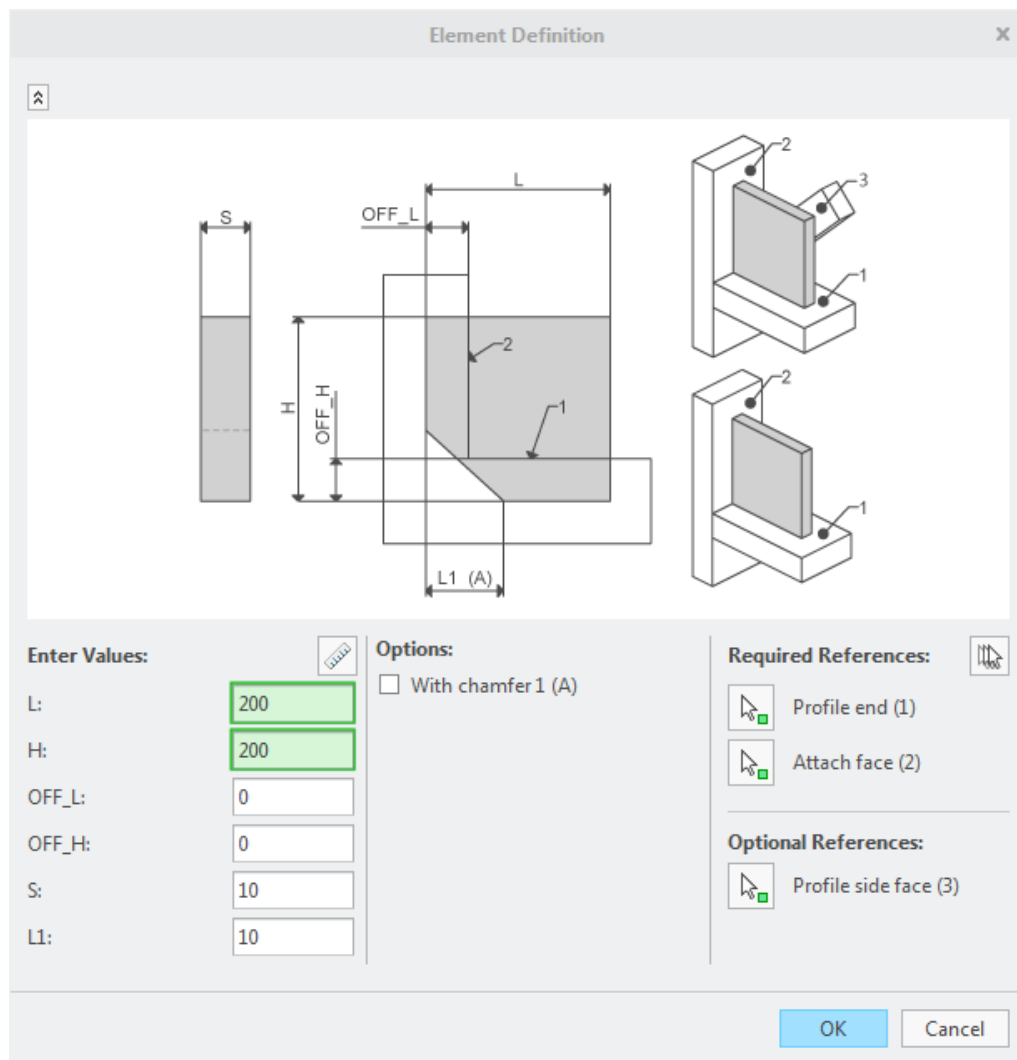 Element Definition
S
OFF_L
L
2
H
OFF_H
1
L1 (A)
2
3
1
2
1
Enter Values:
L: 200
H: 200
OFF_L: 0
OFF_H: 0
S: 10
L1: 10
Options:
With chamfer 1 (A)
Required References:
Profile end (1)
Attach face (2)
Optional References:
Profile side face (3)
OK
Cancel